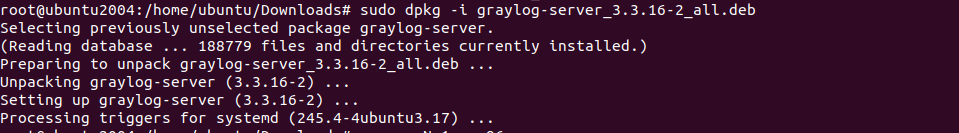 root@ubuntu2004:/home/ubuntu/Downloads# sudo dpkg -i graylog-server_3.3.16-2_all.deb
Selecting previously unselected package graylog-server.
(Reading database ... 188779 files and directories currently installed.)
Preparing to unpack graylog-server_3.3.16-2_all.deb ...
Unpacking graylog-server (3.3.16-2) ...
Setting up graylog-server (3.3.16-2) ...
Processing triggers for systemd (245.4-4ubuntu3.17) ...